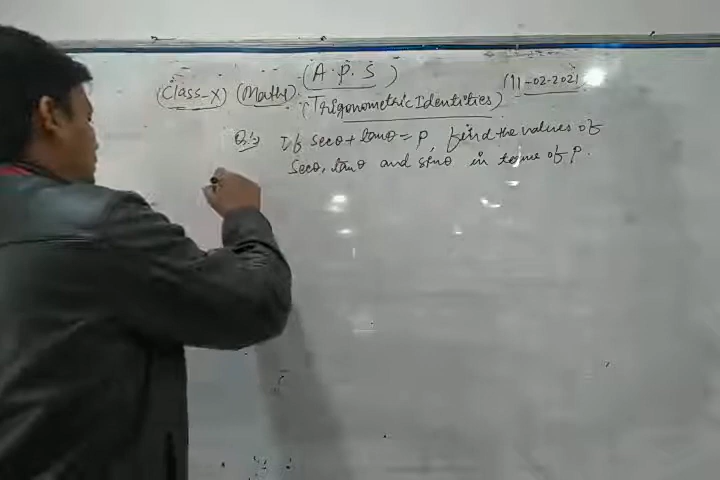 (A.P.S)
(Class-X) (Maths) (11-02-2021
(Trigonometric Identities)
Q.1) If secθ + tanθ = p, find the values of
secθ, tanθ and sinθ in terms of p.